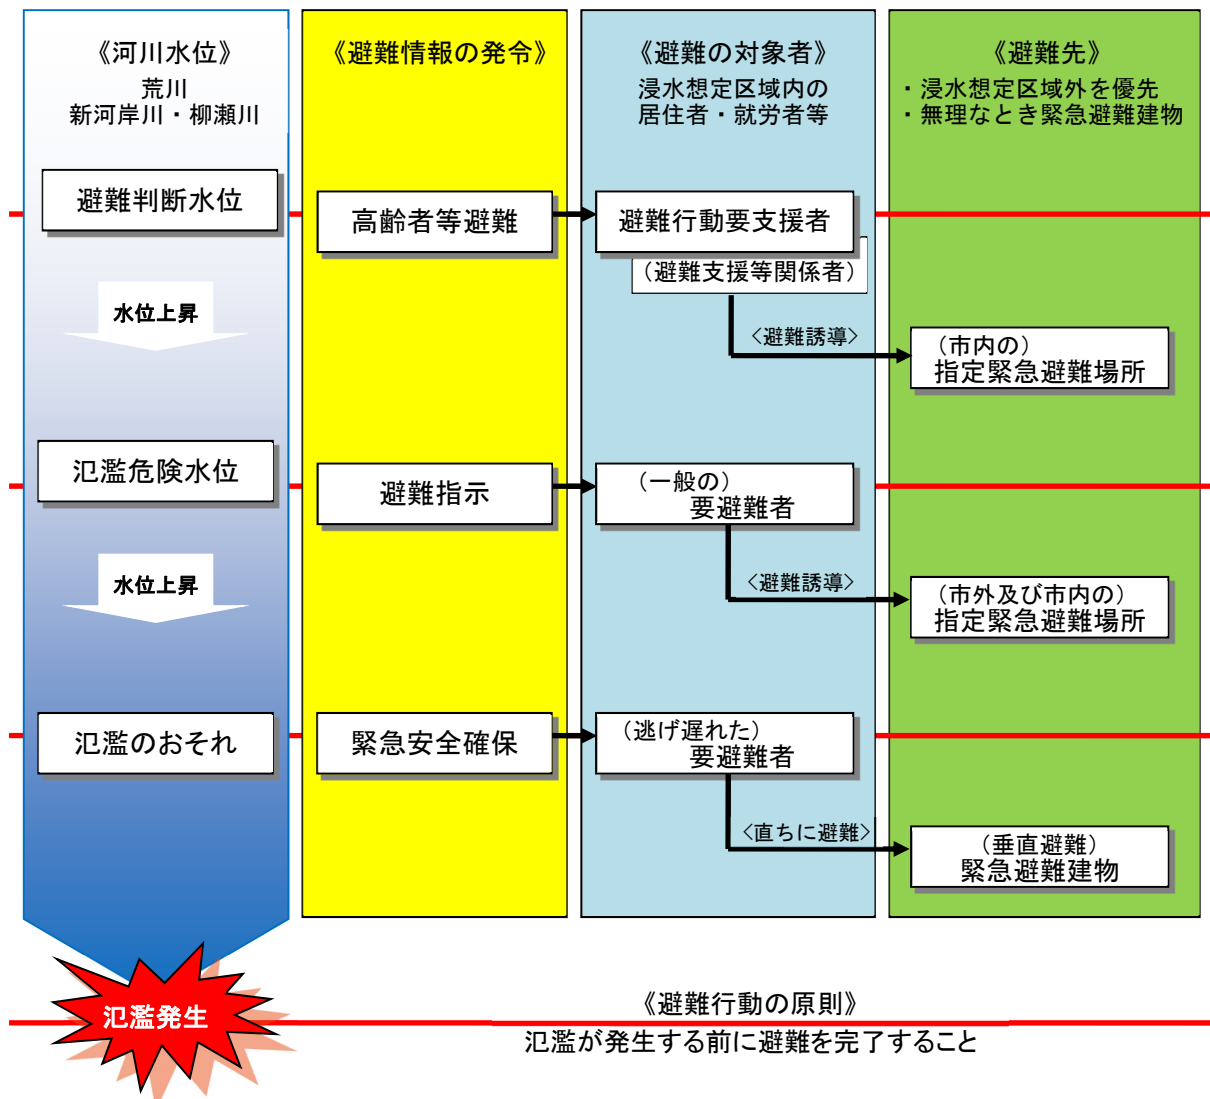 《河川水位》
荒川
新河岸川・柳瀬川
《避難情報の発令》
《避難の対象者》
浸水想定区域内の
居住者・就労者等
《避難先》
・浸水想定区域外を優先
・無理なとき緊急避難建物
避難判断水位
高齢者等避難
避難行動要支援者
(避難支援等関係者)
水位上昇
<避難誘導>
(市内の)
指定緊急避難場所
氾濫危険水位
避難指示
(一般の)
要避難者
水位上昇
<避難誘導>
(市外及び市内の)
指定緊急避難場所
氾濫のおそれ
緊急安全確保
(逃げ遅れた)
要避難者
<直ちに避難>
(垂直避難)
緊急避難建物
氾濫発生
《避難行動の原則》
氾濫が発生する前に避難を完了すること